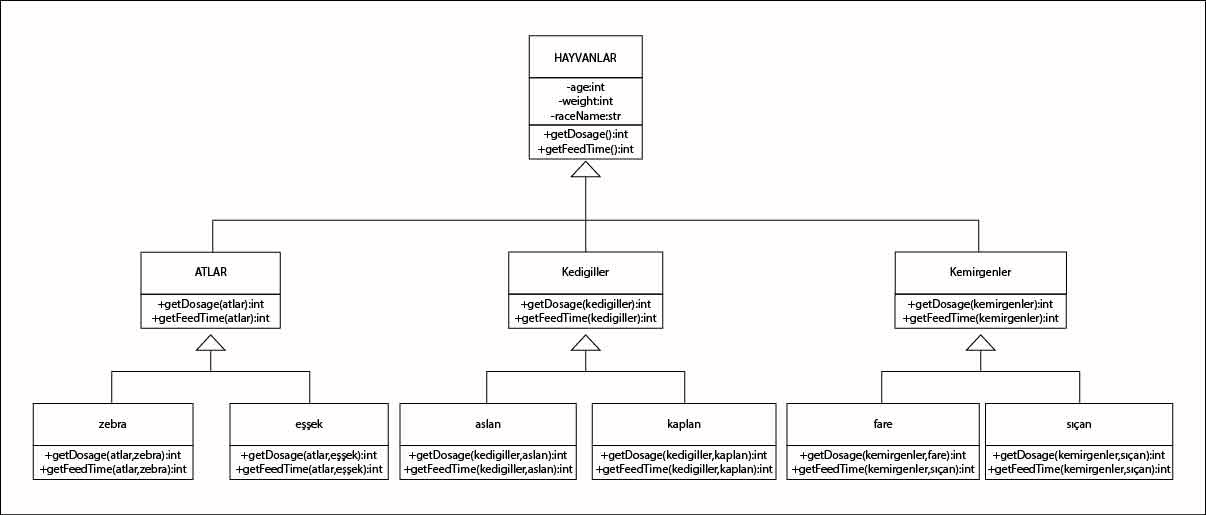 HAYVANLAR
-age:int
-weight:int
-raceName:str
+getDosage():int
+getFeedTime():int
ATLAR
+getDosage(atlar):int
+getFeedTime(atlar):int
Kedigiller
+getDosage(kedigiller):int
+getFeedTime(kedigiller):int
Kemirgenler
+getDosage(kemirgenler):int
+getFeedTime(kemirgenler):int
zebra
+getDosage(atlar,zebra):int
+getFeedTime(atlar,zebra):int
eşşek
+getDosage(atlar,eşşek):int
+getFeedTime(atlar,eşşek):int
aslan
+getDosage(kedigiller,aslan):int
+getFeedTime(kedigiller,aslan):int
kaplan
+getDosage(kedigiller,kaplan):int
+getFeedTime(kedigiller,kaplan):int
fare
+getDosage(kemirgenler,fare):int
+getFeedTime(kemirgenler,sıçan):int
sıçan
+getDosage(kemirgenler,sıçan):int
+getFeedTime(kemirgenler,sıçan):int